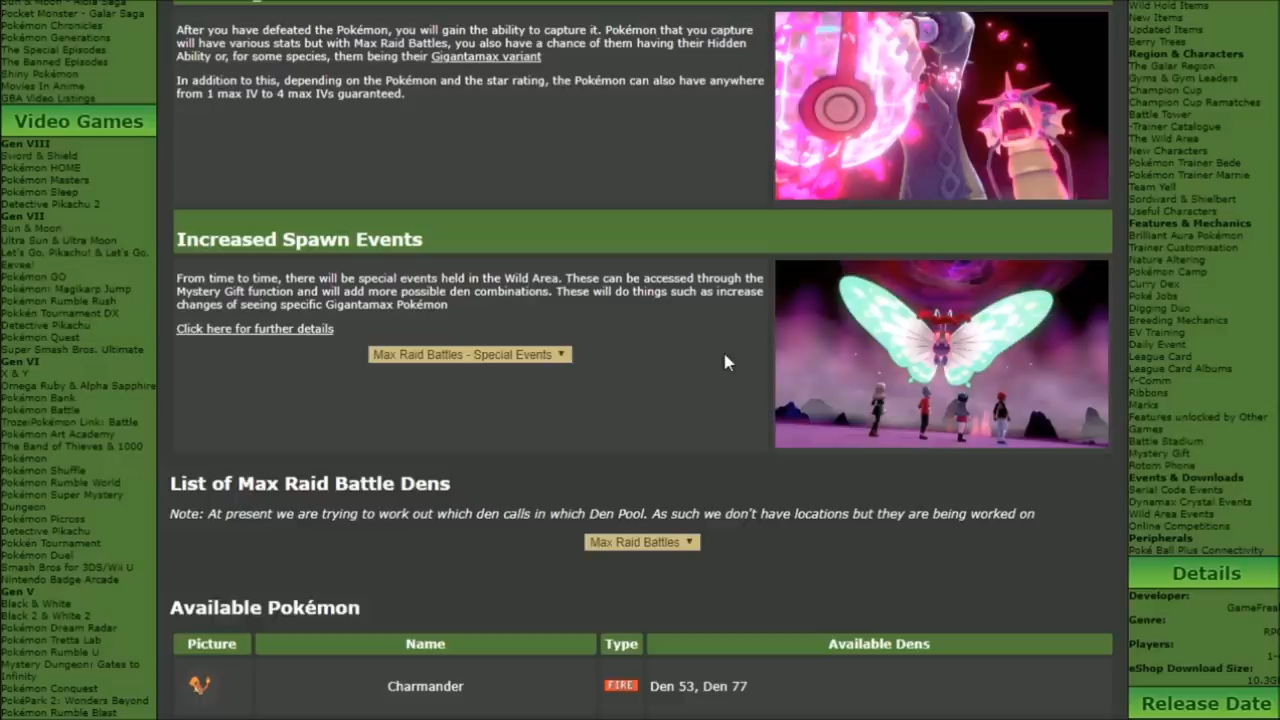 Sun & Moon - Alola Saga
Pocket Monster - Galar Saga
Pokémon Chronicles
Pokémon Generations
The Special Episodes
The Banned Episodes
Shiny Pokémon
Movies In Anime
GBA Video Listings
Video Games
Gen VIII
Sword & Shield
Pokémon HOME
Pokémon Masters
Pokémon Sleep
Detective Pikachu 2
Gen VII
Sun & Moon
Ultra Sun & Ultra Moon
Let's Go, Pikachu! & Let's Go,
Eevee!
Pokémon GO
Pokémon: Magikarp Jump
Pokémon Rumble Rush
Pokkén Tournament DX
Detective Pikachu
Pokémon Quest
Super Smash Bros. Ultimate
Gen VI
X & Y
Omega Ruby & Alpha Sapphire
Pokémon Bank
Pokémon Battle
Trozei Pokémon Link: Battle
Pokémon Art Academy
The Band of Thieves & 1000
Pokémon
Pokémon Shuffle
Pokémon Rumble World
Pokémon Super Mystery
Dungeon
Pokémon Picross
Detective Pikachu
Pokkén Tournament
Pokémon Duel
Smash Bros for 3DS/Wii U
Nintendo Badge Arcade
Gen V
Black & White
Black 2 & White 2
Pokémon Dream Radar
Pokémon Tretta Lab
Pokémon Rumble U
Mystery Dungeon: Gates to
Infinity
Pokémon Conquest
PokéPark 2: Wonders Beyond
Pokémon Rumble Blast
After you have defeated the Pokémon, you will gain the ability to capture it. Pokémon that you capture
will have various stats but with Max Raid Battles, you also have a chance of them having their Hidden
Ability or, for some species, them being their Gigantamax variant
In addition to this, depending on the Pokémon and the star rating, the Pokémon can also have anywhere
from 1 max IV to 4 max IVs guaranteed.
Increased Spawn Events
From time to time, there will be special events held in the Wild Area. These can be accessed through the
Mystery Gift function and will add more possible den combinations. These will do things such as increase
changes of seeing specific Gigantamax Pokémon
Click here for further details
Max Raid Battles - Special Events
List of Max Raid Battle Dens
Note: At present we are trying to work out which den calls in which Den Pool. As such we don't have locations but they are being worked on
Max Raid Battles
Available Pokémon
Picture Name Type Available Dens
Charmander FIRE Den 53, Den 77
Wild Hold Items
New Items
Updated Items
Berry Trees
Region & Characters
The Galar Region
Gyms & Gym Leaders
Champion Cup
Champion Cup Rematches
Battle Tower
-Trainer Catalogue
The Wild Area
New Characters
Pokémon Trainer Bede
Pokémon Trainer Marnie
Team Yell
Sordward & Shielbert
Useful Characters
Features & Mechanics
Brilliant Aura Pokémon
Trainer Customisation
Nature Altering
Pokémon Camp
Curry Dex
Poké Jobs
Digging Duo
Breeding Mechanics
EV Training
Daily Event
League Card
League Card Albums
Y-Comm
Ribbons
Marks
Features unlocked by Other
Games
Battle Stadium
Mystery Gift
Rotom Phone
Events & Downloads
Serial Code Events
Dynamax Crystal Events
Wild Area Events
Online Competitions
Peripherals
Poké Ball Plus Connectivity
Details
Developer:
GameFrea
Genre:
RP
Players:
1-
eShop Download Size:
10.3G
Release Date